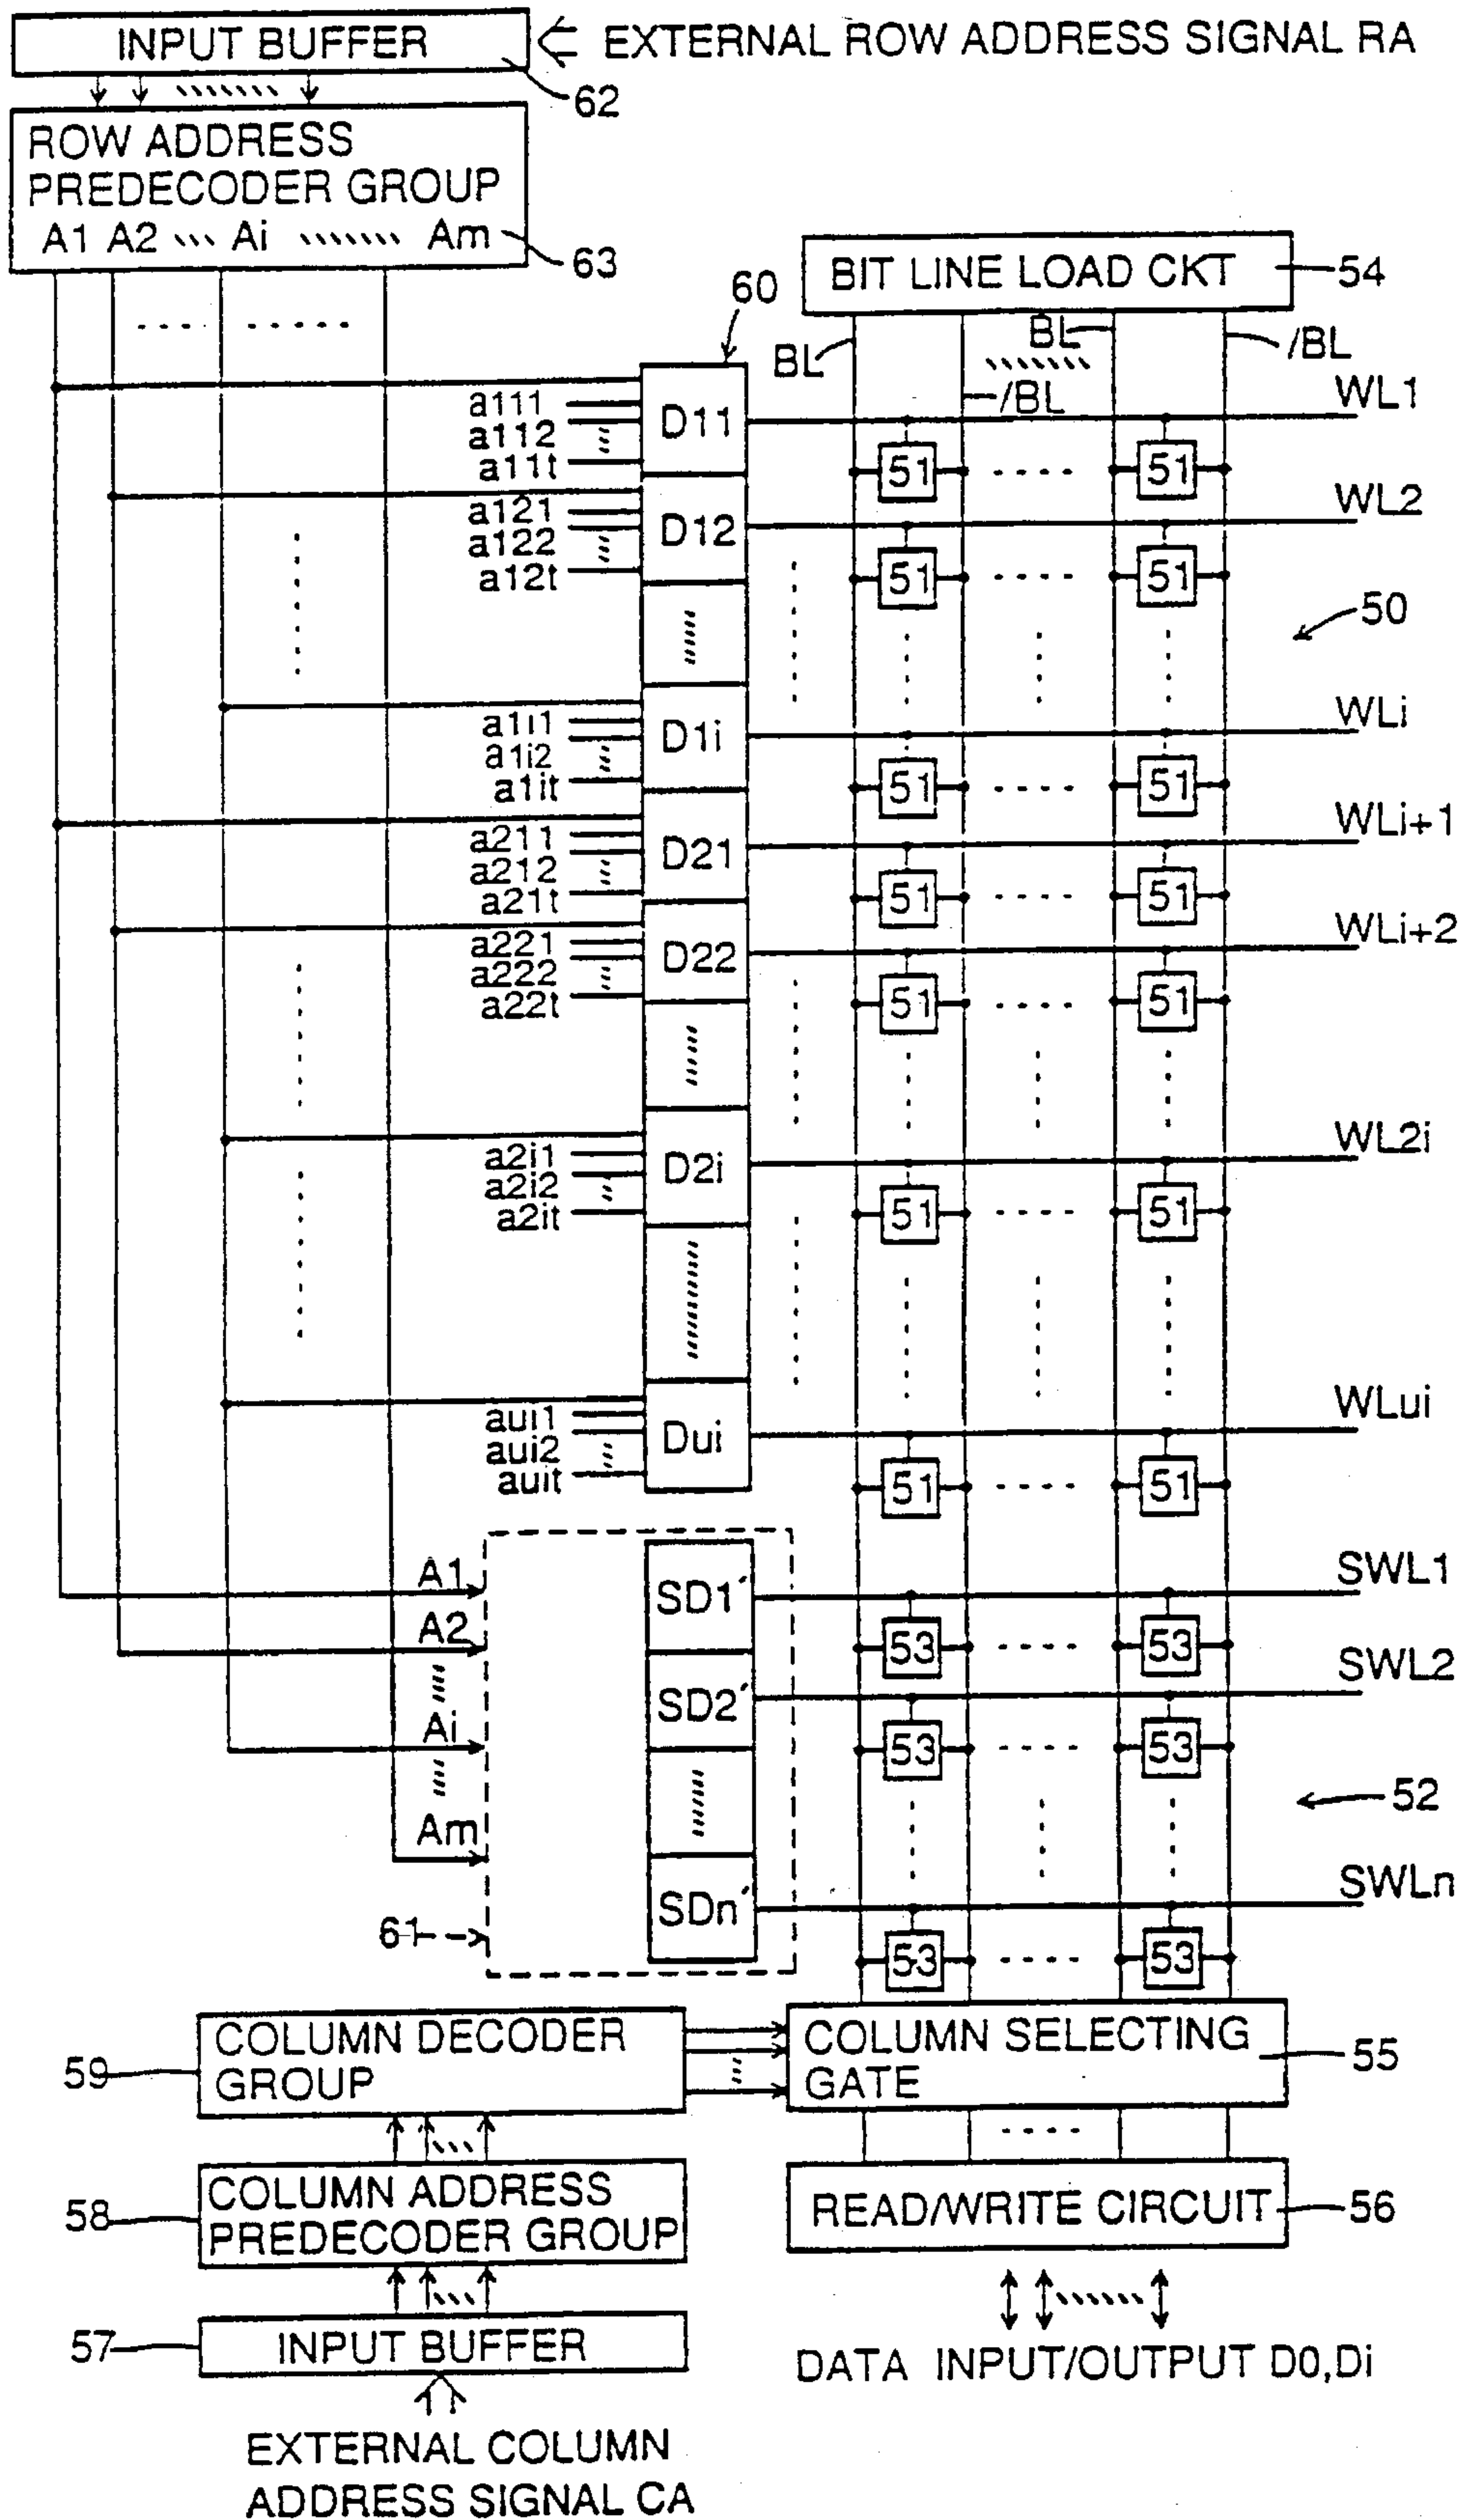 INPUT BUFFER
EXTERNAL ROW ADDRESS SIGNAL RA
62
ROW ADDRESS
PREDECODER GROUP
A1 A2 Ai Am
63
60
BIT LINE LOAD CKT
54
BL
/BL
BL
/BL
WL1
a111
a112
a11t
D11
51
51
WL2
a121
a122
a12t
D12
51
51
50
WLi
a1i1
a1i2
a1it
D1i
51
51
WLi+1
a211
a212
a21t
D21
51
51
WLi+2
a221
a222
a22t
D22
51
51
WL2i
a2i1
a2i2
a2it
D2i
51
51
WLui
aui1
aui2
auit
Dui
51
51
A1
SD1′
SWL1
53
53
A2
SD2′
SWL2
53
53
Ai
52
Am
SDn′
SWLn
61
53
53
COLUMN DECODER
GROUP
59
COLUMN SELECTING
GATE
55
COLUMN ADDRESS
PREDECODER GROUP
58
READ/WRITE CIRCUIT
56
57
INPUT BUFFER
DATA INPUT/OUTPUT D0,Di
EXTERNAL COLUMN
ADDRESS SIGNAL CA